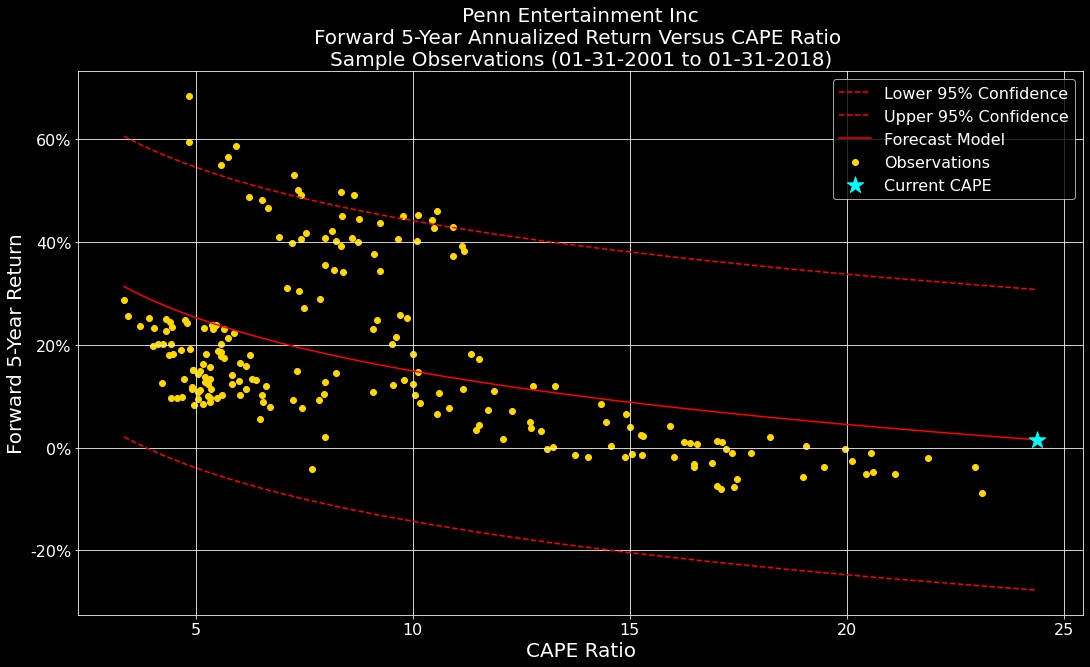 Penn Entertainment Inc
Forward 5-Year Annualized Return Versus CAPE Ratio
Sample Observations (01-31-2001 to 01-31-2018)
Lower 95% Confidence
Upper 95% Confidence
Forecast Model
Observations
Current CAPE
Forward 5-Year Return
60%
40%
20%
0%
-20%
5
10
15
20
25
CAPE Ratio